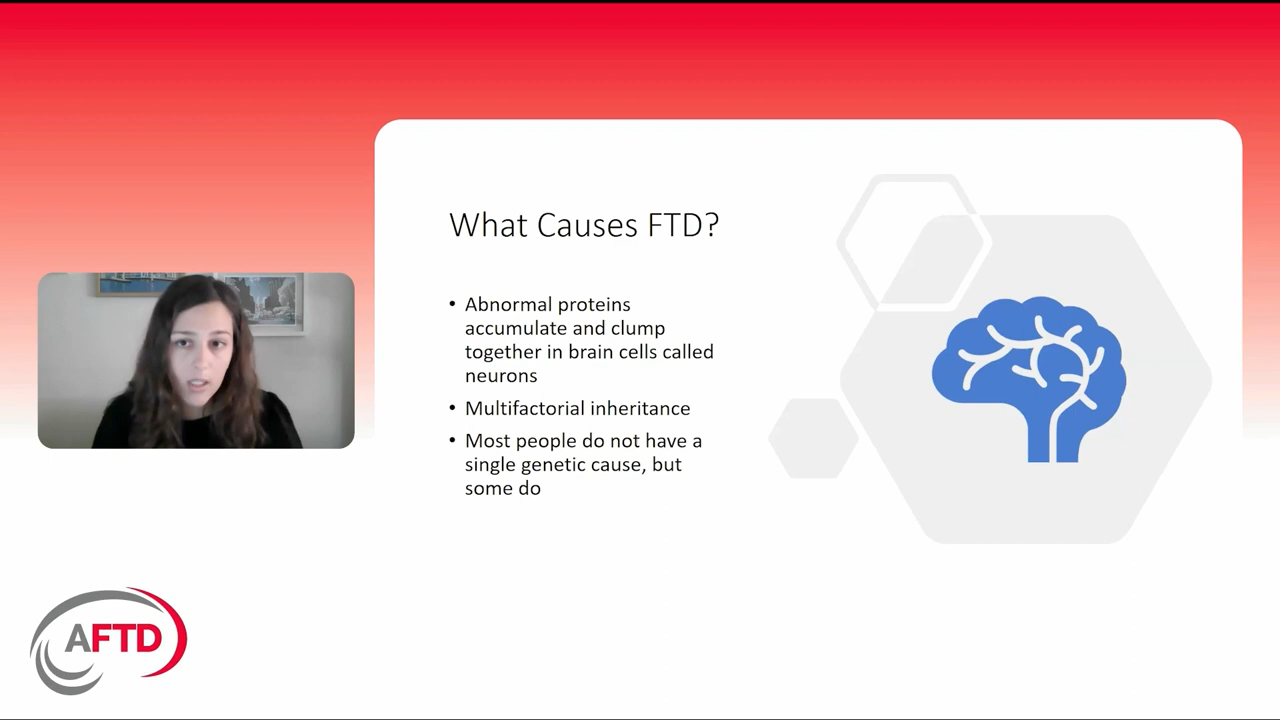 What Causes FTD?
• Abnormal proteins
accumulate and clump
together in brain cells called
neurons
• Multifactorial inheritance
• Most people do not have a
single genetic cause, but
some do
AFTD